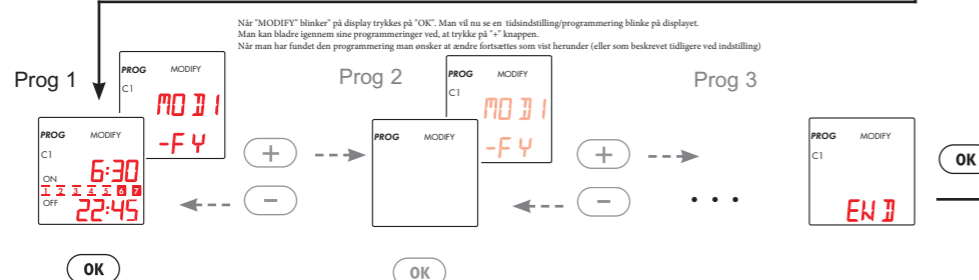 Når "MODIFY" blinker" på display trykkes på "OK". Man vil nu se en tidsindstilling/programmering blinke på displayet.
Man kan bladre igennem sine programmeringer ved, at trykke på "+" knappen.
Når man har fundet den programmering man ønsker at ændre fortsættes som vist herunder (eller som beskrevet tidligere ved indstilling)
Prog 1
Prog 2
Prog 3
PROG MODIFY
C1
MODI
-FY
PROG MODIFY
C1
ON 6:30
1 2 3 4 5 6 7
OFF 22:45
+
-
OK
PROG MODIFY
C1
MODI
-FY
PROG MODIFY
+
-
OK
. . .
PROG MODIFY
C1
END
OK